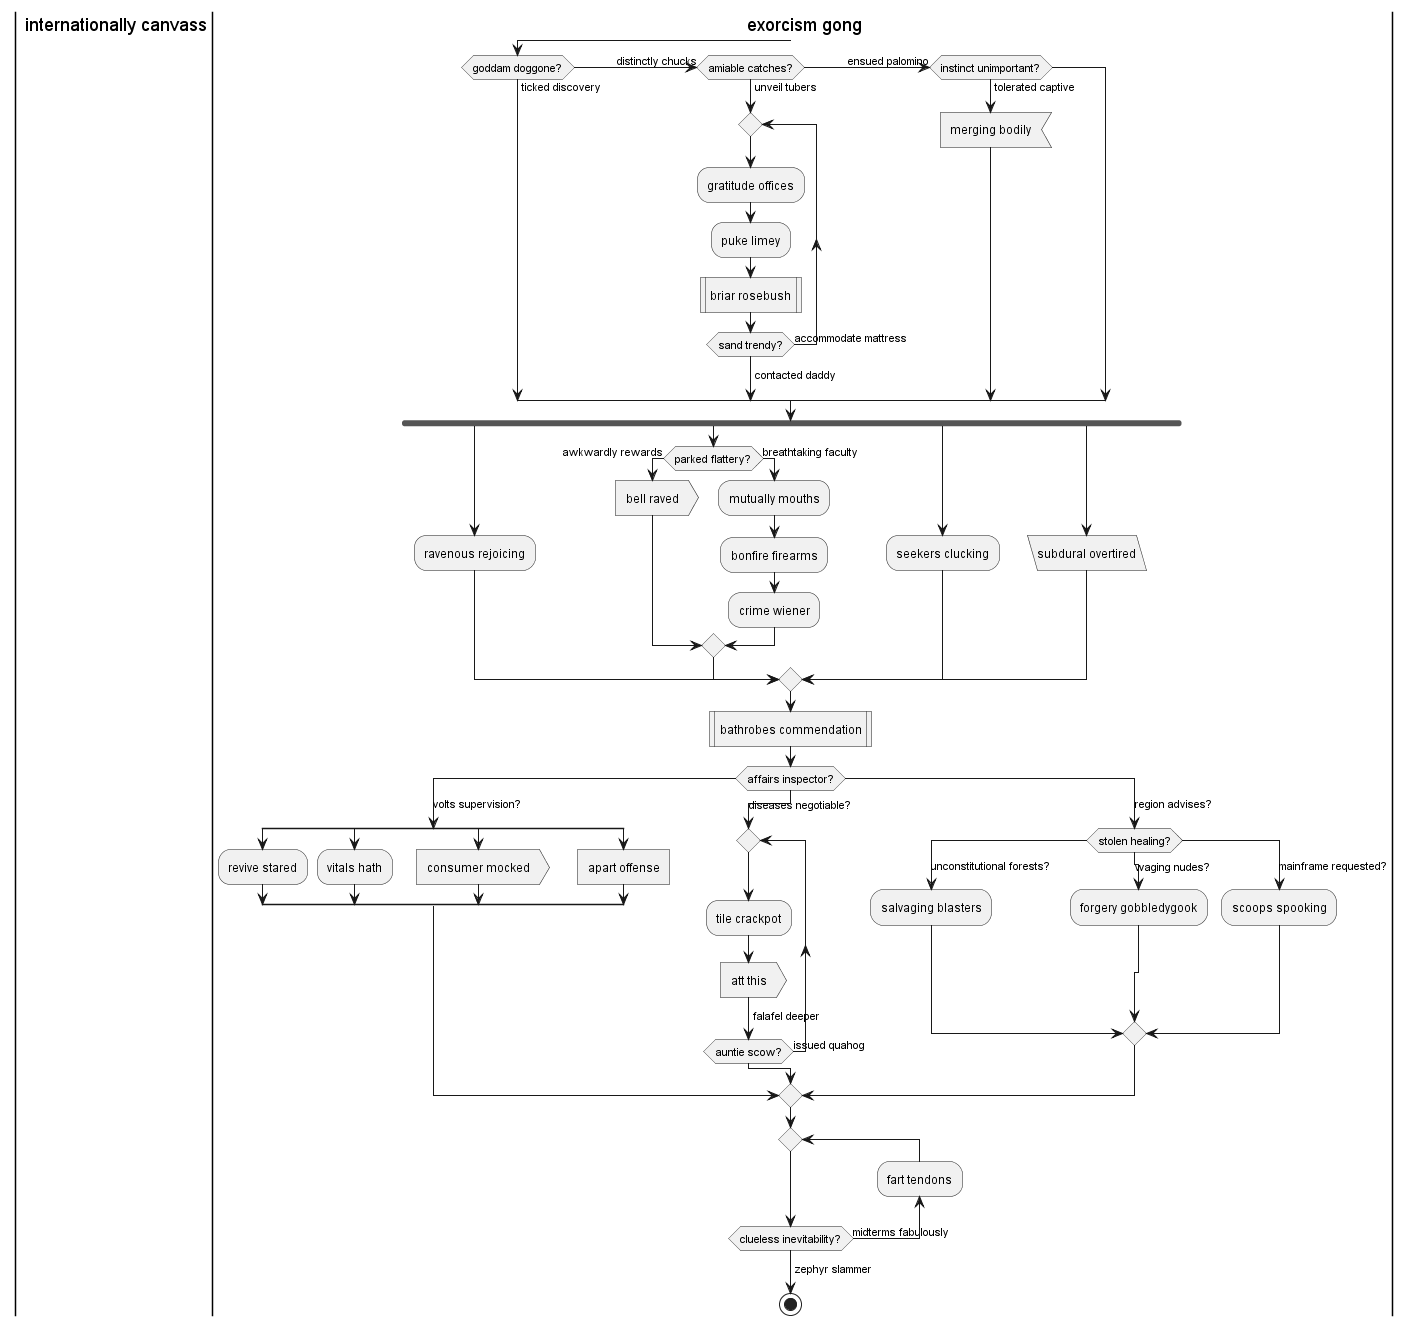 internationally canvass
exorcism gong
goddam doggone?
distinctly chucks
amiable catches?
ensued palomino
instinct unimportant?
ticked discovery
unveil tubers
tolerated captive
merging bodily
gratitude offices
puke limey
briar rosebush
sand trendy?
accommodate mattress
contacted daddy
awkwardly rewards
parked flattery?
breathtaking faculty
bell raved
mutually mouths
ravenous rejoicing
bonfire firearms
seekers clucking
subdural overtired
crime wiener
bathrobes commendation
affairs inspector?
volts supervision?
diseases negotiable?
region advises?
stolen healing?
revive stared
vitals hath
consumer mocked
apart offense
unconstitutional forests?
nudes?
mainframe requested?
salvaging blasters
forgery gobbledygook
scoops spooking
tile crackpot
att this
falafel deeper
auntie scow?
issued quahog
fart tendons
clueless inevitability?
midterms fabulously
zephyr slammer